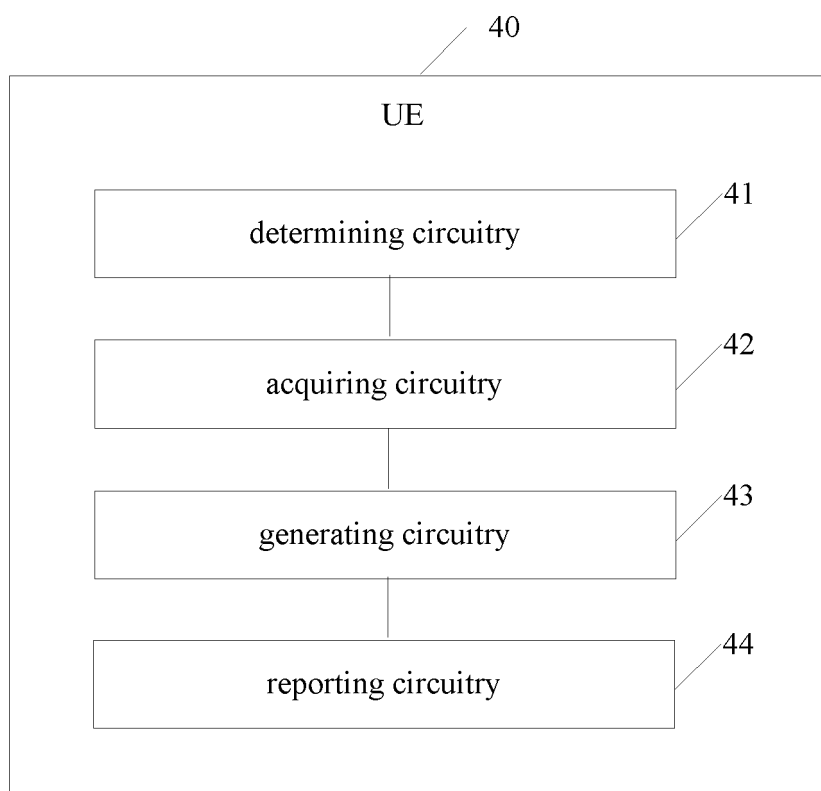 40
UE
41
determining circuitry
42
acquiring circuitry
43
generating circuitry
44
reporting circuitry